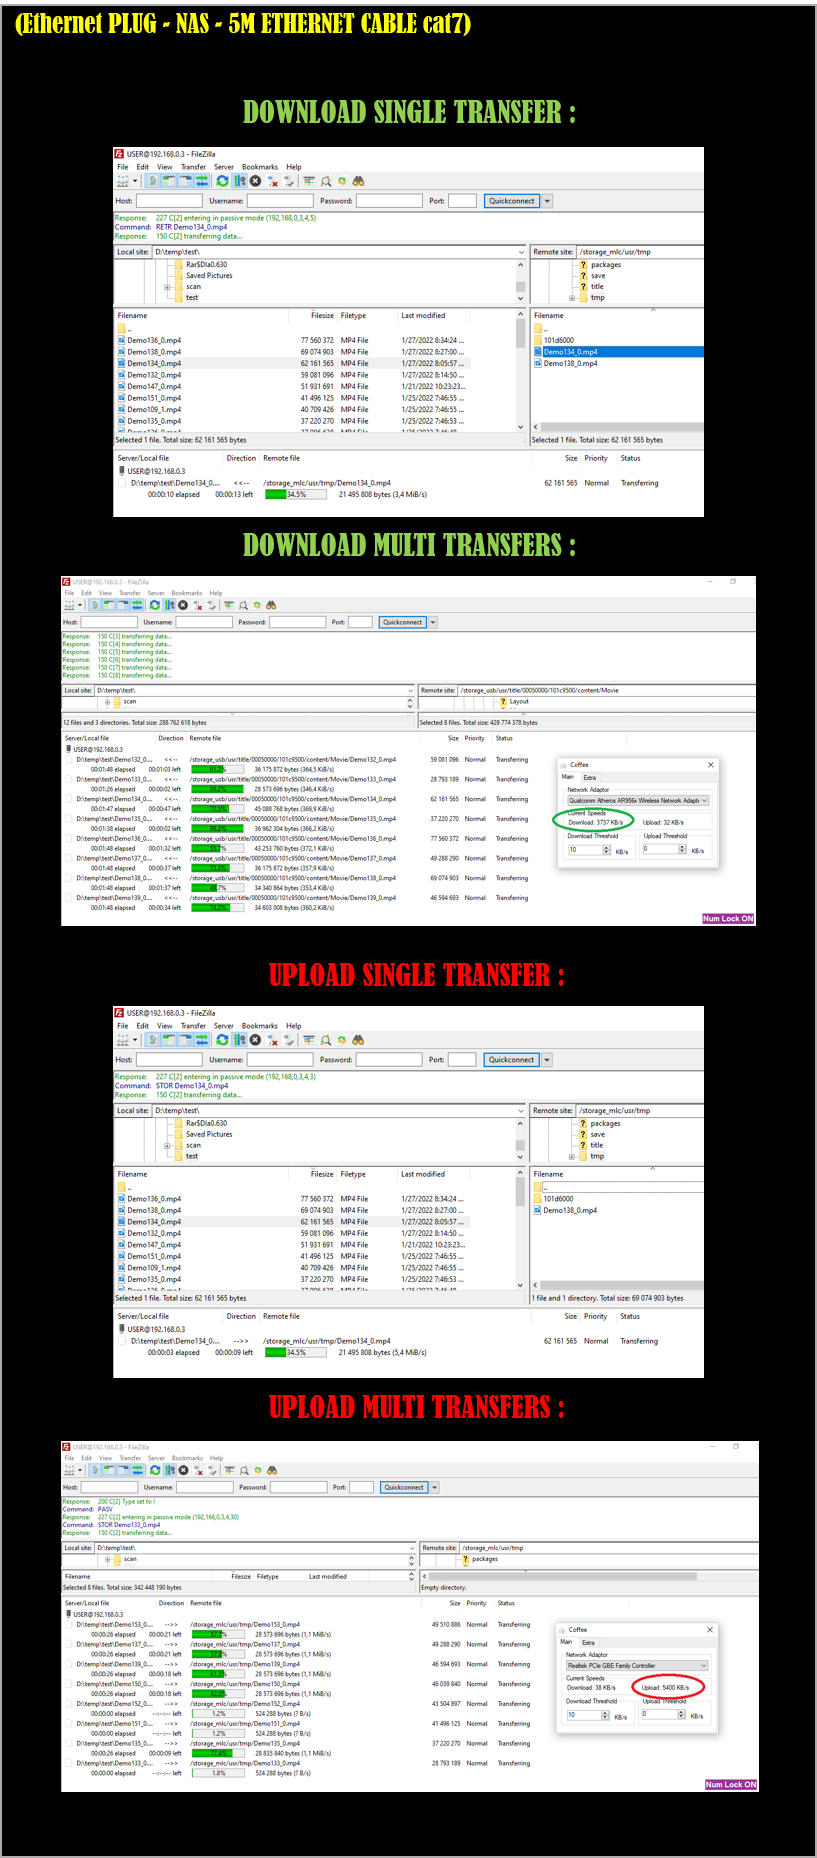 (Ethernet PLUG - NAS - 5M ETHERNET CABLE cat7)
DOWNLOAD SINGLE TRANSFER :
USER@192.168.0.3 - FileZilla
File Edit View Transfer Server Bookmarks Help
Host: Username: Password: Port: Quickconnect
Response: 227 C[2] entering in passive mode (192,168,0,3,4,5)
Command: RETR Demo134_0.mp4
Response: 150 C[2] transferring data...
Local site: D:\temp\test\ Remote site: /storage_mlc/usr/tmp
Rar$DIa0.630 packages
Saved Pictures save
scan title
test tmp
Filename Filesize Filetype Last modified Filename
.. ..
Demo136_0.mp4 77 560 372 MP4 File 1/27/2022 8:34:24 ... 101d6000
Demo138_0.mp4 69 074 903 MP4 File 1/27/2022 8:27:00 ... Demo134_0.mp4
Demo134_0.mp4 62 161 565 MP4 File 1/27/2022 8:05:57 ... Demo138_0.mp4
Demo132_0.mp4 59 081 096 MP4 File 1/27/2022 8:14:50 ...
Demo147_0.mp4 51 931 691 MP4 File 1/21/2022 10:23:23...
Demo151_0.mp4 41 496 125 MP4 File 1/25/2022 7:46:55 ...
Demo109_1.mp4 40 709 426 MP4 File 1/25/2022 7:46:55 ...
Demo135_0.mp4 37 220 270 MP4 File 1/25/2022 7:46:53 ...
Selected 1 file. Total size: 62 161 565 bytes Selected 1 file. Total size: 62 161 565 bytes
Server/Local file Direction Remote file Size Priority Status
USER@192.168.0.3
D:\temp\test\Demo134_0.... <<-- /storage_mlc/usr/tmp/Demo134_0.mp4 62 161 565 Normal Transferring
00:00:10 elapsed 00:00:13 left 34.5% 21 495 808 bytes (3,4 MiB/s)
DOWNLOAD MULTI TRANSFERS :
USER@192.168.0.3 - FileZilla
File Edit View Transfer Server Bookmarks Help
Host: Username: Password: Port: Quickconnect
Response: 150 C[3] transferring data...
Response: 150 C[4] transferring data...
Response: 150 C[5] transferring data...
Response: 150 C[6] transferring data...
Response: 150 C[7] transferring data...
Response: 150 C[8] transferring data...
Local site: D:\temp\test\ Remote site: /storage_usb/usr/title/00050000/101c9500/content/Movie
scan Layout
12 files and 3 directories. Total size: 288 762 618 bytes Selected 8 files. Total size: 429 774 378 bytes
Server/Local file Direction Remote file Size Priority Status
USER@192.168.0.3
D:\temp\test\Demo132_0.... <<-- /storage_usb/usr/title/00050000/101c9500/content/Movie/Demo132_0.mp4 59 081 096 Normal Transferring
00:01:48 elapsed 00:01:03 left 61.2% 36 175 872 bytes (364,5 KiB/s)
D:\temp\test\Demo133_0.... <<-- /storage_usb/usr/title/00050000/101c9500/content/Movie/Demo133_0.mp4 28 793 189 Normal Transferring
00:01:26 elapsed 00:00:02 left 99.2% 28 573 696 bytes (346,4 KiB/s)
D:\temp\test\Demo134_0.... <<-- /storage_usb/usr/title/00050000/101c9500/content/Movie/Demo134_0.mp4 62 161 565 Normal Transferring
00:01:47 elapsed 00:00:47 left 72.5% 45 088 768 bytes (369,9 KiB/s)
D:\temp\test\Demo135_0.... <<-- /storage_usb/usr/title/00050000/101c9500/content/Movie/Demo135_0.mp4 37 220 270 Normal Transferring
00:01:38 elapsed 00:00:02 left 99.3% 36 962 304 bytes (366,2 KiB/s)
D:\temp\test\Demo136_0.... <<-- /storage_usb/usr/title/00050000/101c9500/content/Movie/Demo136_0.mp4 77 560 372 Normal Transferring
00:01:48 elapsed 00:01:32 left 55.7% 43 253 760 bytes (372,1 KiB/s)
D:\temp\test\Demo137_0.... <<-- /storage_usb/usr/title/00050000/101c9500/content/Movie/Demo137_0.mp4 49 288 290 Normal Transferring
00:01:48 elapsed 00:00:37 left 73.3% 36 175 872 bytes (357,9 KiB/s)
D:\temp\test\Demo138_0.... <<-- /storage_usb/usr/title/00050000/101c9500/content/Movie/Demo138_0.mp4 69 074 903 Normal Transferring
00:01:48 elapsed 00:01:37 left 49.7% 34 340 864 bytes (353,4 KiB/s)
D:\temp\test\Demo139_0.... <<-- /storage_usb/usr/title/00050000/101c9500/content/Movie/Demo139_0.mp4 46 594 693 Normal Transferring
00:01:48 elapsed 00:00:34 left 74.2% 34 603 008 bytes (360,2 KiB/s)
Coffee
Main Extra
Network Adaptor
Qualcomm Atheros AR956x Wireless Network Adapt
Current Speeds
Download: 3737 KB/s Upload: 32 KB/s
Download Threshold Upload Threshold
10 KB/s 0 KB/s
Num Lock ON
UPLOAD SINGLE TRANSFER :
USER@192.168.0.3 - FileZilla
File Edit View Transfer Server Bookmarks Help
Host: Username: Password: Port: Quickconnect
Response: 227 C[2] entering in passive mode (192,168,0,3,4,3)
Command: STOR Demo134_0.mp4
Response: 150 C[2] transferring data...
Local site: D:\temp\test\ Remote site: /storage_mlc/usr/tmp
Rar$DIa0.630 packages
Saved Pictures save
scan title
test tmp
Filename Filesize Filetype Last modified Filename
.. ..
Demo136_0.mp4 77 560 372 MP4 File 1/27/2022 8:34:24 ... 101d6000
Demo138_0.mp4 69 074 903 MP4 File 1/27/2022 8:27:00 ... Demo138_0.mp4
Demo134_0.mp4 62 161 565 MP4 File 1/27/2022 8:05:57 ...
Demo132_0.mp4 59 081 096 MP4 File 1/27/2022 8:14:50 ...
Demo147_0.mp4 51 931 691 MP4 File 1/21/2022 10:23:23...
Demo151_0.mp4 41 496 125 MP4 File 1/25/2022 7:46:55 ...
Demo109_1.mp4 40 709 426 MP4 File 1/25/2022 7:46:55 ...
Demo135_0.mp4 37 220 270 MP4 File 1/25/2022 7:46:53 ...
Selected 1 file. Total size: 62 161 565 bytes 1 file and 1 directory. Total size: 69 074 903 bytes
Server/Local file Direction Remote file Size Priority Status
USER@192.168.0.3
D:\temp\test\Demo134_0.... -->> /storage_mlc/usr/tmp/Demo134_0.mp4 62 161 565 Normal Transferring
00:00:03 elapsed 00:00:09 left 34.5% 21 495 808 bytes (5,4 MiB/s)
UPLOAD MULTI TRANSFERS :
USER@192.168.0.3 - FileZilla
File Edit View Transfer Server Bookmarks Help
Host: Username: Password: Port: Quickconnect
Response: 200 C[2] Type set to I
Command: PASV
Response: 227 C[2] entering in passive mode (192,168,0,3,4,30)
Command: STOR Demo133_0.mp4
Response: 150 C[2] transferring data...
Local site: D:\temp\test\ Remote site: /storage_mlc/usr/tmp
scan packages
Filename Filesize Filetype Last modified
Selected 8 files. Total size: 342 448 190 bytes Empty directory.
Server/Local file Direction Remote file Size Priority Status
USER@192.168.0.3
D:\temp\test\Demo153_0.... -->> /storage_mlc/usr/tmp/Demo153_0.mp4 49 510 886 Normal Transferring
00:00:26 elapsed 00:00:21 left 57.7% 28 573 696 bytes (1,1 MiB/s)
D:\temp\test\Demo137_0.... -->> /storage_mlc/usr/tmp/Demo137_0.mp4 49 288 290 Normal Transferring
00:00:26 elapsed 00:00:21 left 57.9% 28 573 696 bytes (1,1 MiB/s)
D:\temp\test\Demo139_0.... -->> /storage_mlc/usr/tmp/Demo139_0.mp4 46 594 693 Normal Transferring
00:00:26 elapsed 00:00:18 left 61.3% 28 573 696 bytes (1,1 MiB/s)
D:\temp\test\Demo150_0.... -->> /storage_mlc/usr/tmp/Demo150_0.mp4 46 039 840 Normal Transferring
00:00:26 elapsed 00:00:18 left 62.0% 28 573 696 bytes (1,1 MiB/s)
D:\temp\test\Demo152_0.... -->> /storage_mlc/usr/tmp/Demo152_0.mp4 43 504 897 Normal Transferring
00:00:00 elapsed --:--:-- left 1.2% 524 288 bytes (? B/s)
D:\temp\test\Demo151_0.... -->> /storage_mlc/usr/tmp/Demo151_0.mp4 41 496 125 Normal Transferring
00:00:00 elapsed --:--:-- left 1.2% 524 288 bytes (? B/s)
D:\temp\test\Demo135_0.... -->> /storage_mlc/usr/tmp/Demo135_0.mp4 37 220 270 Normal Transferring
00:00:26 elapsed 00:00:09 left 77.4% 28 835 840 bytes (1,1 MiB/s)
D:\temp\test\Demo133_0.... -->> /storage_mlc/usr/tmp/Demo133_0.mp4 28 793 189 Normal Transferring
00:00:00 elapsed --:--:-- left 1.8% 524 288 bytes (? B/s)
Coffee
Main Extra
Network Adaptor
Realtek PCIe GBE Family Controller
Current Speeds
Download: 38 KB/s Upload: 5400 KB/s
Download Threshold Upload Threshold
10 KB/s 0 KB/s
Num Lock ON